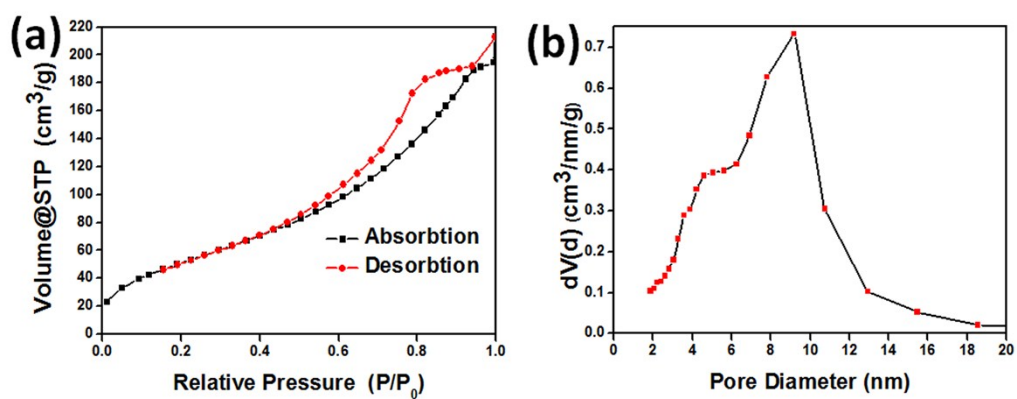 (a)
Volume@STP (cm³/g)
220
200
180
160
140
120
100
80
60
40
20
0
0.0 0.2 0.4 0.6 0.8 1.0
Relative Pressure (P/P₀)
Absorbtion
Desorbtion
(b)
dV(d) (cm³/nm/g)
0.7
0.6
0.5
0.4
0.3
0.2
0.1
0.0
0 2 4 6 8 10 12 14 16 18 20
Pore Diameter (nm)